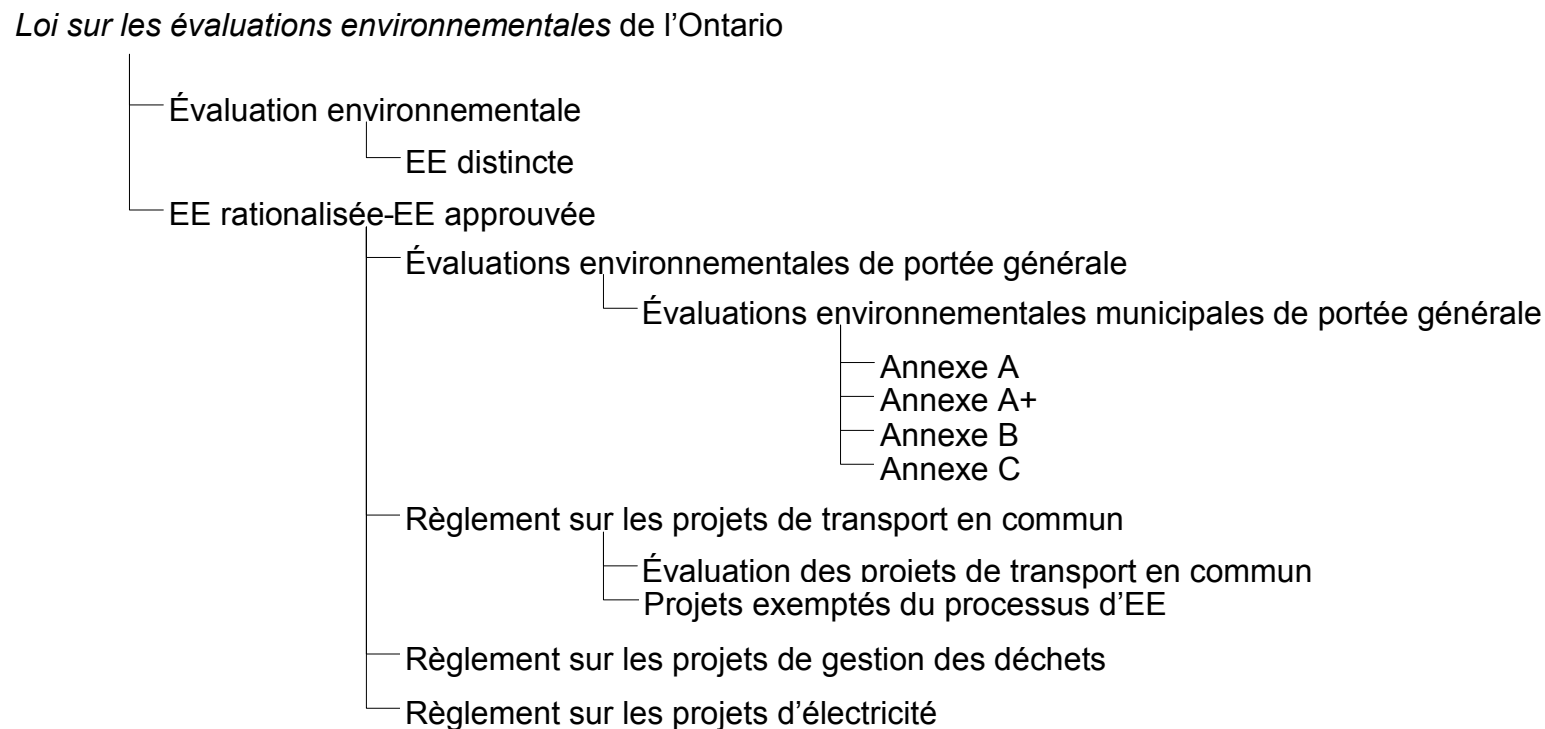 Loi sur les évaluations environnementales de l’Ontario
Évaluation environnementale
EE distincte
EE rationalisée-EE approuvée
Évaluations environnementales de portée générale
Évaluations environnementales municipales de portée générale
Annexe A
Annexe A+
Annexe B
Annexe C
Règlement sur les projets de transport en commun
Évaluation des projets de transport en commun
Projets exemptés du processus d’EE
Règlement sur les projets de gestion des déchets
Règlement sur les projets d’électricité